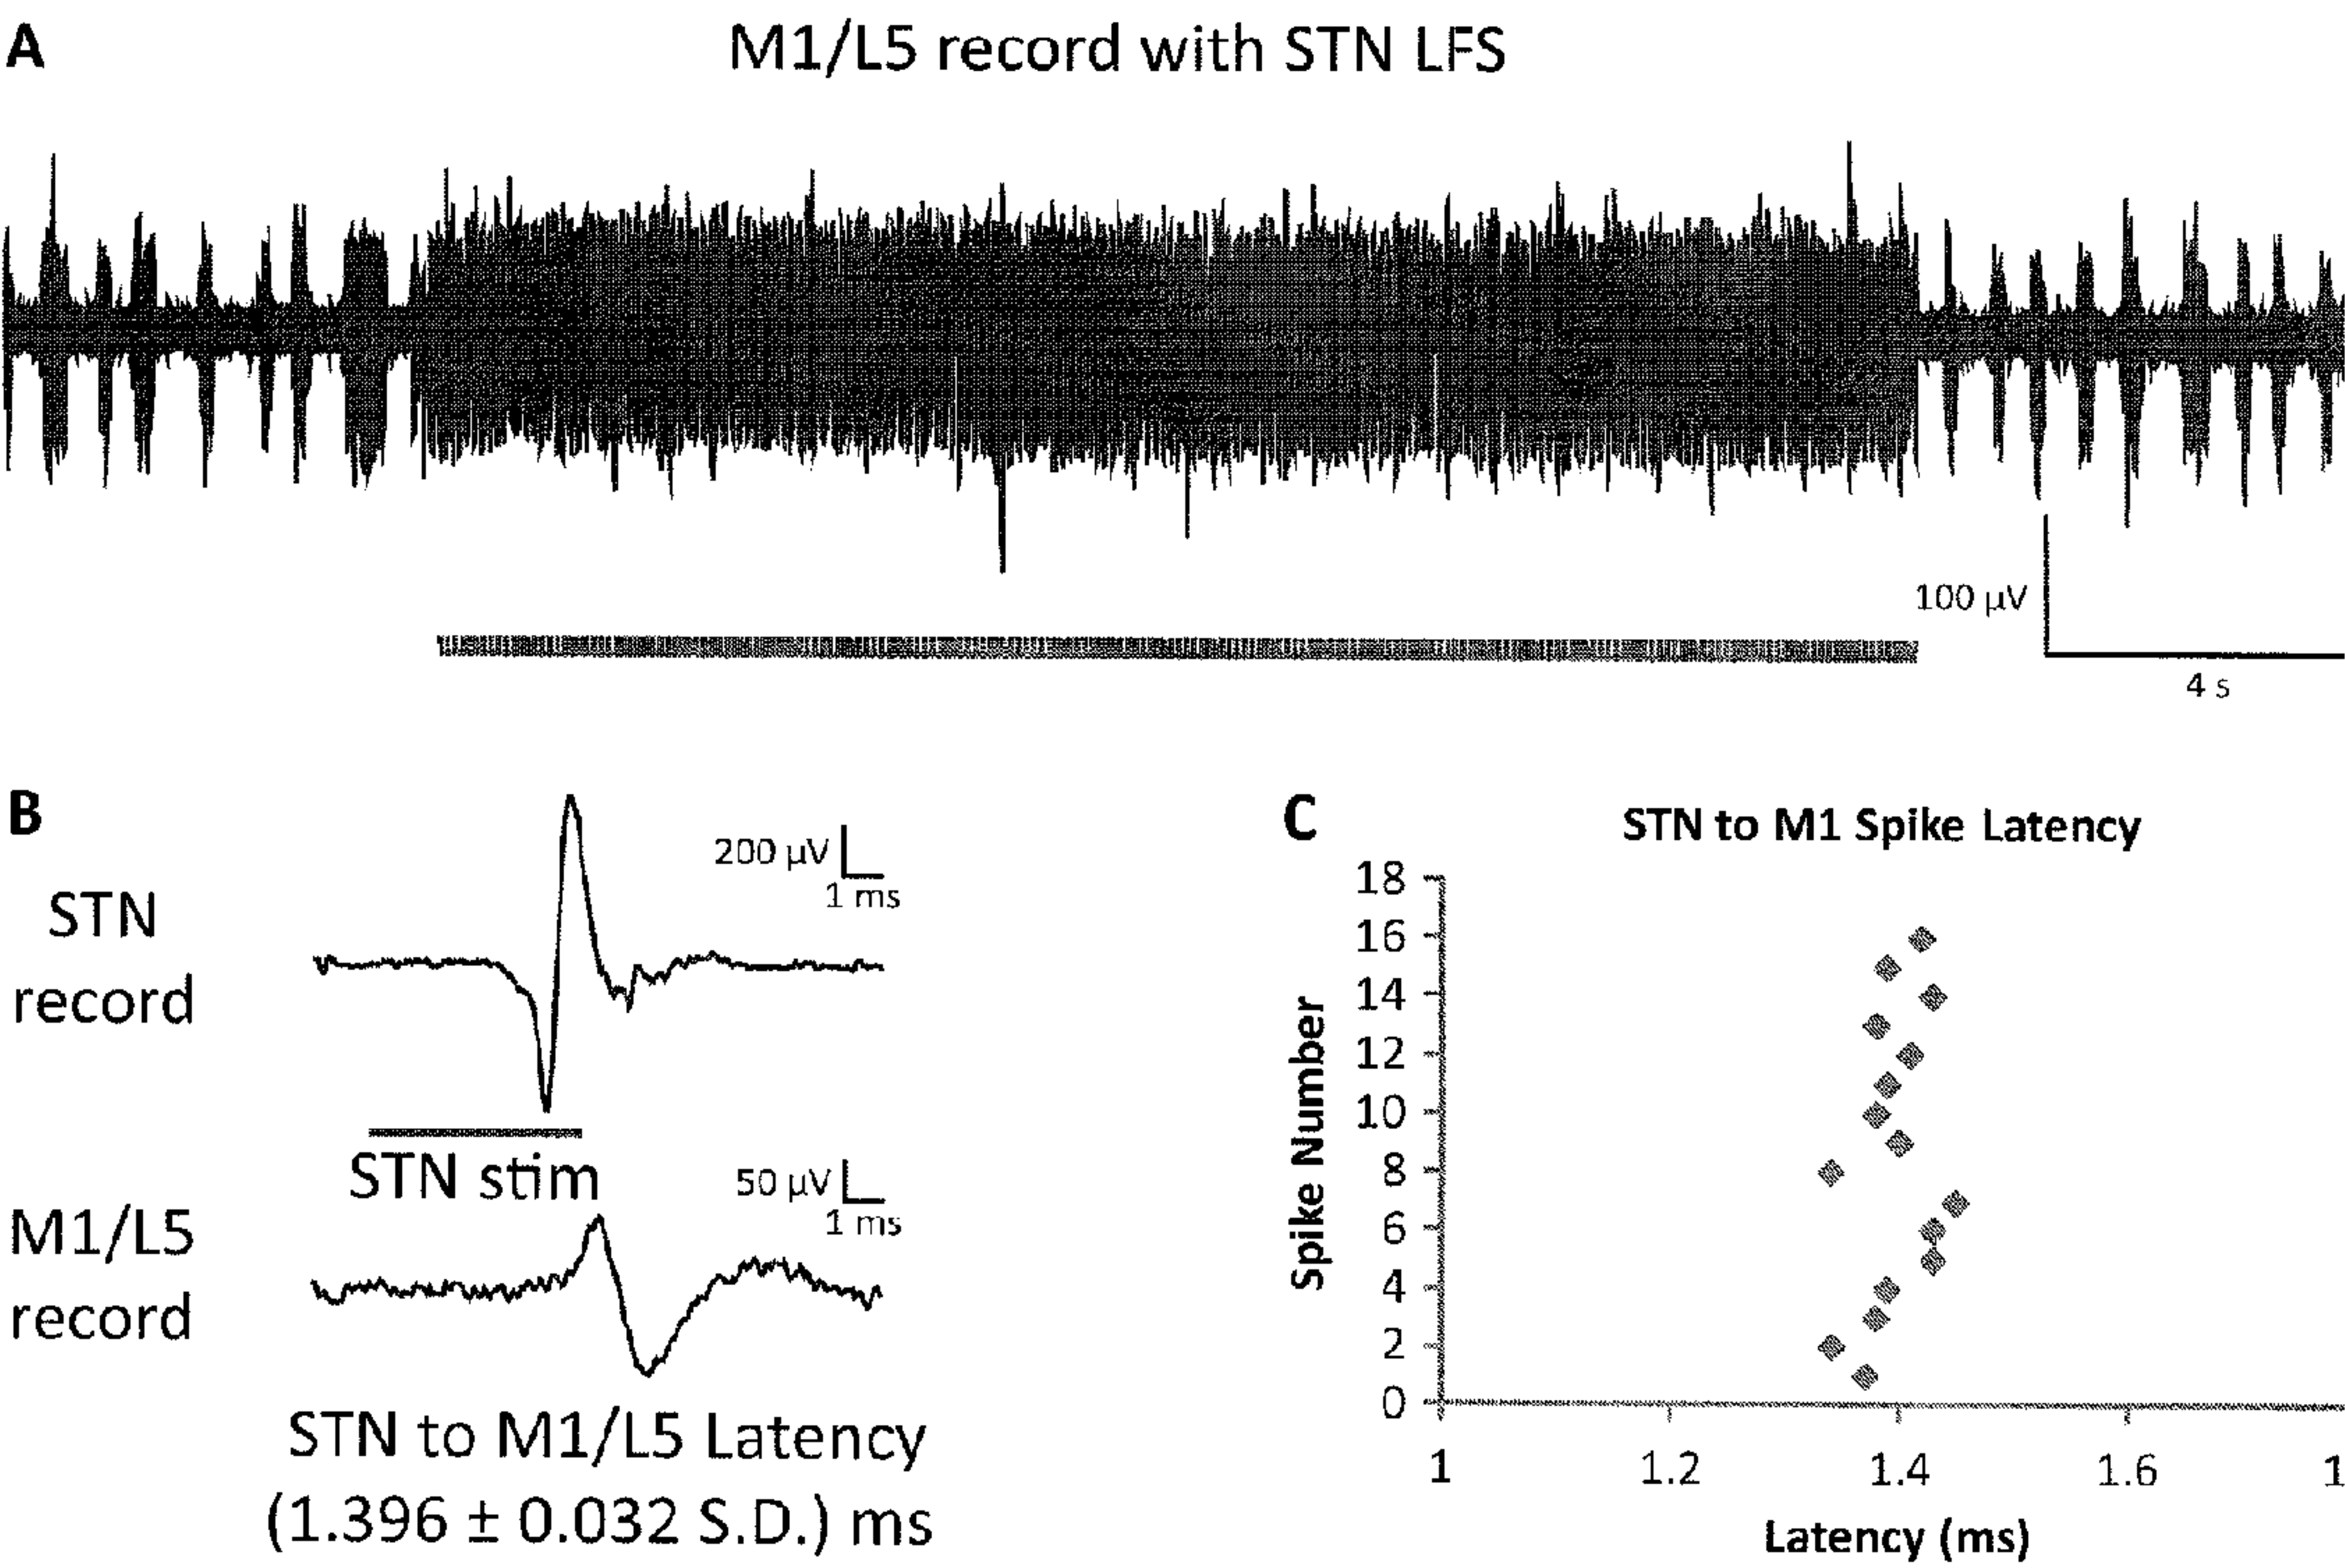 A
M1/L5 record with STN LFS
100 µV
4 s
B
STN
record
200 µV
1 ms
STN stim
M1/L5
record
50 µV
1 ms
STN to M1/L5 Latency
(1.396 ± 0.032 S.D.) ms
C
STN to M1 Spike Latency
Spike Number
18
16
14
12
10
8
6
4
2
0
1 1.2 1.4 1.6 1
Latency (ms)